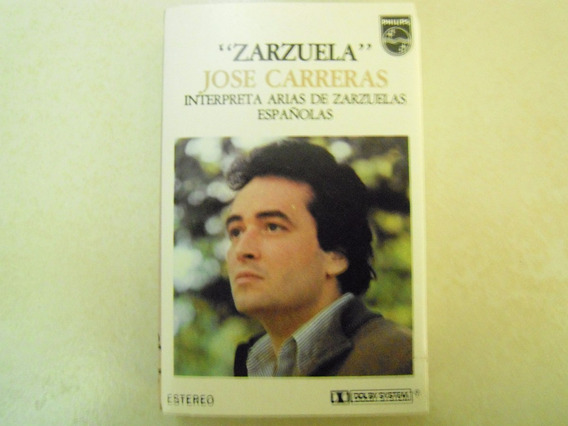 PHILIPS
"ZARZUELA"
JOSE CARRERAS
INTERPRETA ARIAS DE ZARZUELAS
ESPAÑOLAS
ESTEREO
DOLBY SYSTEM ®